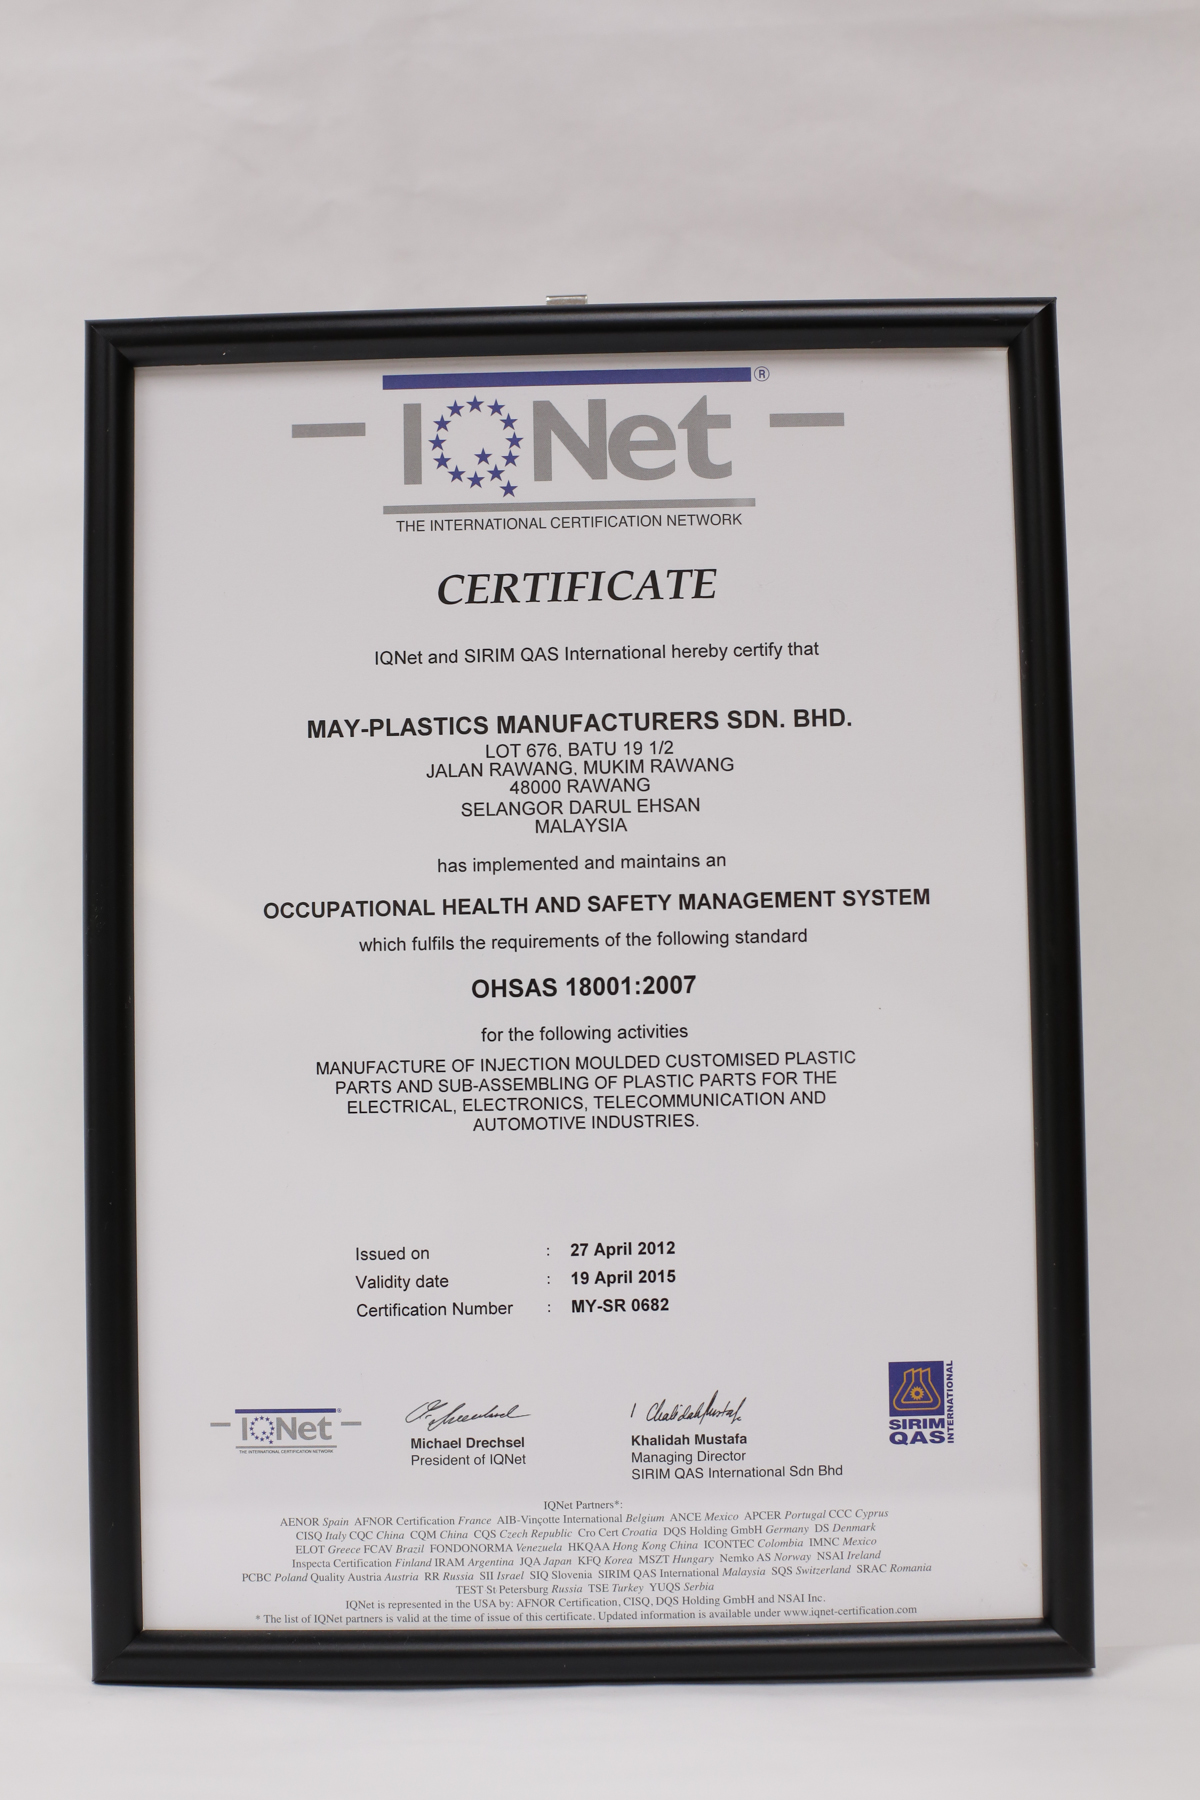 IQNet ®
THE INTERNATIONAL CERTIFICATION NETWORK
CERTIFICATE
IQNet and SIRIM QAS International hereby certify that
MAY-PLASTICS MANUFACTURERS SDN. BHD.
LOT 676, BATU 19 1/2
JALAN RAWANG, MUKIM RAWANG
48000 RAWANG
SELANGOR DARUL EHSAN
MALAYSIA
has implemented and maintains an
OCCUPATIONAL HEALTH AND SAFETY MANAGEMENT SYSTEM
which fulfils the requirements of the following standard
OHSAS 18001:2007
for the following activities
MANUFACTURE OF INJECTION MOULDED CUSTOMISED PLASTIC
PARTS AND SUB-ASSEMBLING OF PLASTIC PARTS FOR THE
ELECTRICAL, ELECTRONICS, TELECOMMUNICATION AND
AUTOMOTIVE INDUSTRIES.
Issued on : 27 April 2012
Validity date : 19 April 2015
Certification Number : MY-SR 0682
IQNet ®
THE INTERNATIONAL CERTIFICATION NETWORK
Michael Drechsel
President of IQNet
Khalidah Mustafa
Managing Director
SIRIM QAS International Sdn Bhd
SIRIM
QAS
INTERNATIONAL
IQNet Partners*:
AENOR Spain AFNOR Certification France AIB-Vinçotte International Belgium ANCE Mexico APCER Portugal CCC Cyprus
CISQ Italy CQC China CQM China CQS Czech Republic Cro Cert Croatia DQS Holding GmbH Germany DS Denmark
ELOT Greece FCAV Brazil FONDONORMA Venezuela HKQAA Hong Kong China ICONTEC Colombia IMNC Mexico
Inspecta Certification Finland IRAM Argentina JQA Japan KFQ Korea MSZT Hungary Nemko AS Norway NSAI Ireland
PCBC Poland Quality Austria Austria RR Russia SII Israel SIQ Slovenia SIRIM QAS International Malaysia SQS Switzerland SRAC Romania
TEST St Petersburg Russia TSE Turkey YUQS Serbia
IQNet is represented in the USA by: AFNOR Certification, CISQ, DQS Holding GmbH and NSAI Inc.
* The list of IQNet partners is valid at the time of issue of this certificate. Updated information is available under www.iqnet-certification.com